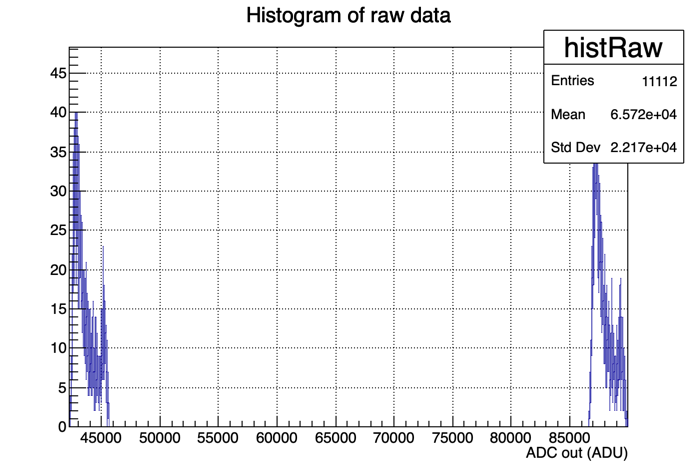 Histogram of raw data
histRaw
Entries 11112
Mean 6.572e+04
Std Dev 2.217e+04
45
40
35
30
25
20
15
10
5
0
45000 50000 55000 60000 65000 70000 75000 80000 85000
ADC out (ADU)